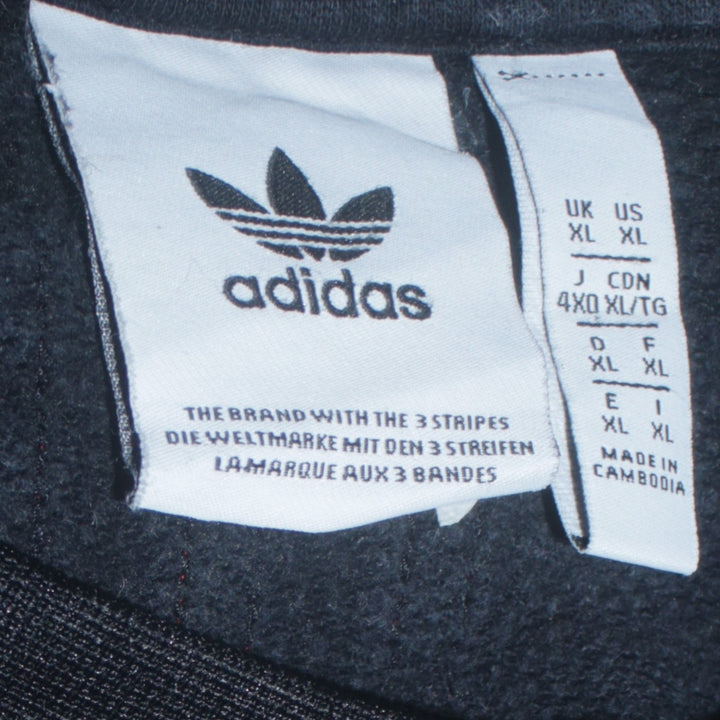 adidas
THE BRAND WITH THE 3 STRIPES
DIE WELTMARKE MIT DEN 3 STREIFEN
LA MARQUE AUX 3 BANDES
UK US
XL XL
J CDN
4XO XL/TG
D F
XL XL
E I
XL XL
MADE IN
CAMBODIA